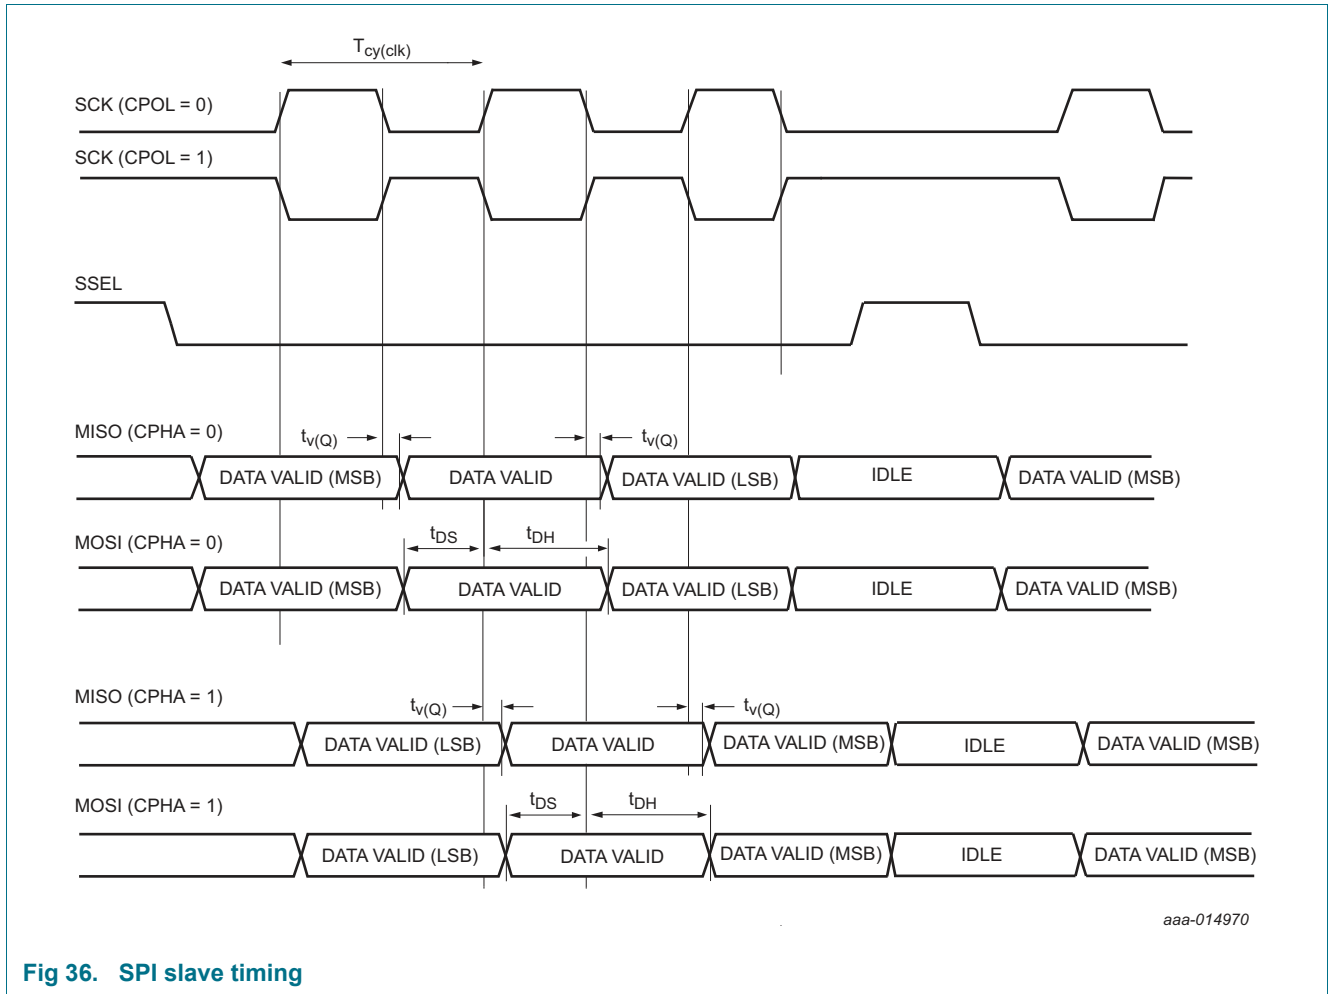 Tcy(clk)
SCK (CPOL = 0)
SCK (CPOL = 1)
SSEL
MISO (CPHA = 0)
tv(Q) tv(Q)
DATA VALID (MSB) DATA VALID DATA VALID (LSB) IDLE DATA VALID (MSB)
tDS tDH
MOSI (CPHA = 0)
DATA VALID (MSB) DATA VALID DATA VALID (LSB) IDLE DATA VALID (MSB)
MISO (CPHA = 1)
tv(Q) tv(Q)
DATA VALID (LSB) DATA VALID DATA VALID (MSB) IDLE DATA VALID (MSB)
tDS tDH
MOSI (CPHA = 1)
DATA VALID (LSB) DATA VALID DATA VALID (MSB) IDLE DATA VALID (MSB)
aaa-014970
Fig 36. SPI slave timing